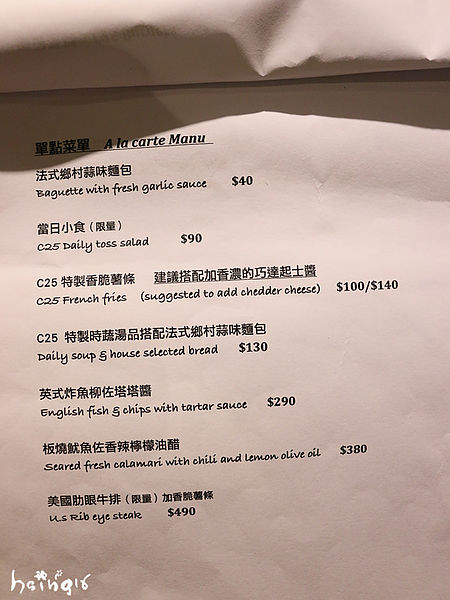 單點菜單 A la carte Manu
法式鄉村蒜味麵包
Baguette with fresh garlic sauce $40
當日小食（限量）
C25 Daily toss salad $90
C25 特製香脆薯條 建議搭配加香濃的巧達起士醬
C25 French fries (suggested to add chedder cheese) $100/$140
C25 特製時蔬湯品搭配法式鄉村蒜味麵包
Daily soup & house selected bread $130
英式炸魚柳佐塔塔醬
English fish & chips with tartar sauce $290
板燒魷魚佐香辣檸檬油醋
Seared fresh calamari with chili and lemon olive oil $380
美國肋眼牛排（限量）加香脆薯條
U.s Rib eye steak $490
hsing16